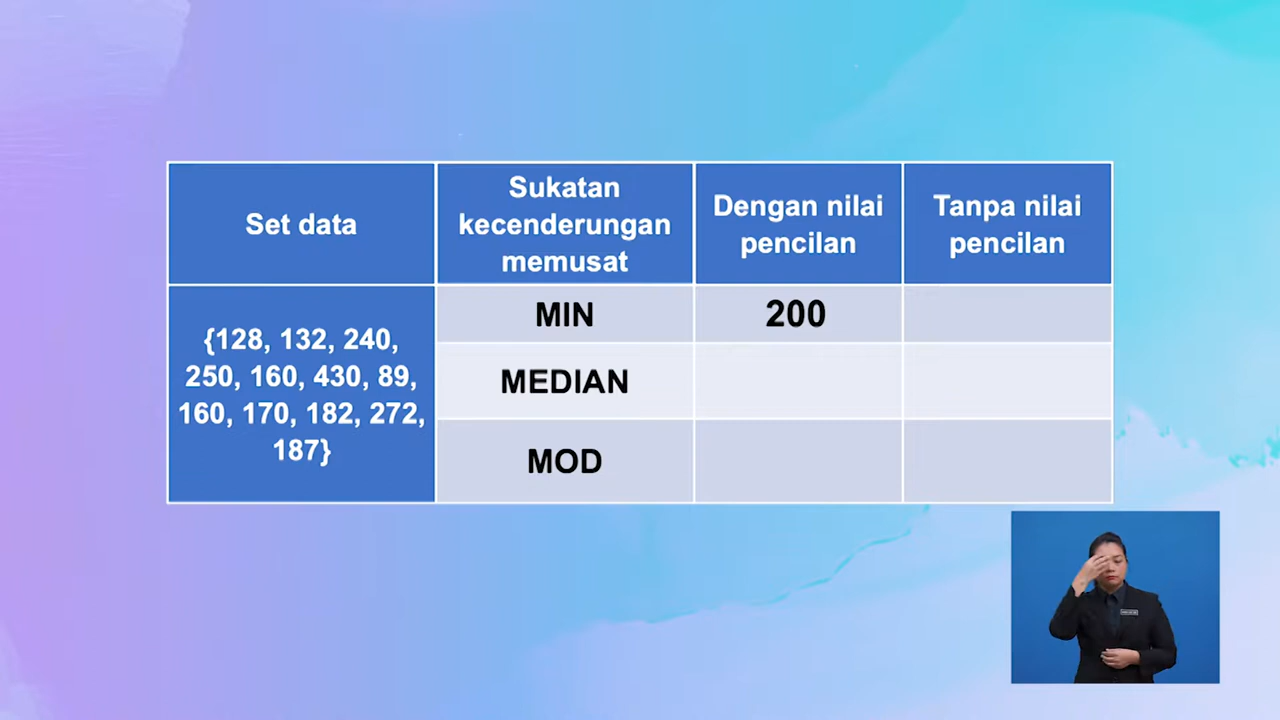 Set data
Sukatan
kecenderungan
memusat
Dengan nilai
pencilan
Tanpa nilai
pencilan
{128, 132, 240,
250, 160, 430, 89,
160, 170, 182, 272,
187}
MIN
200
MEDIAN
MOD